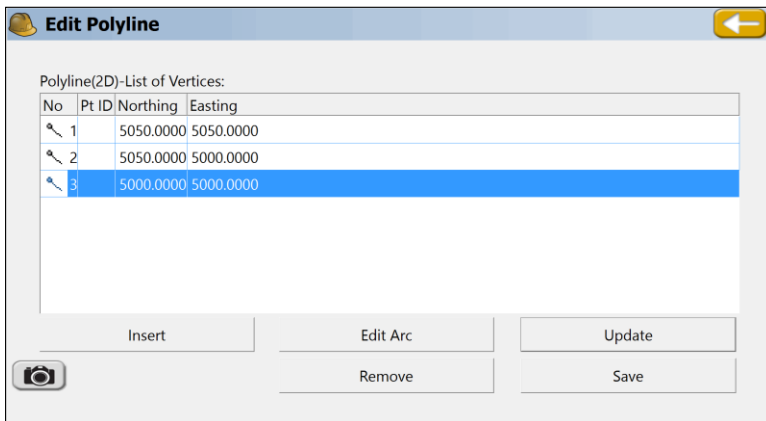 Edit Polyline
Polyline(2D)-List of Vertices:
No Pt ID Northing Easting
1 5050.0000 5050.0000
2 5050.0000 5000.0000
3 5000.0000 5000.0000
Insert Edit Arc Update
Remove Save